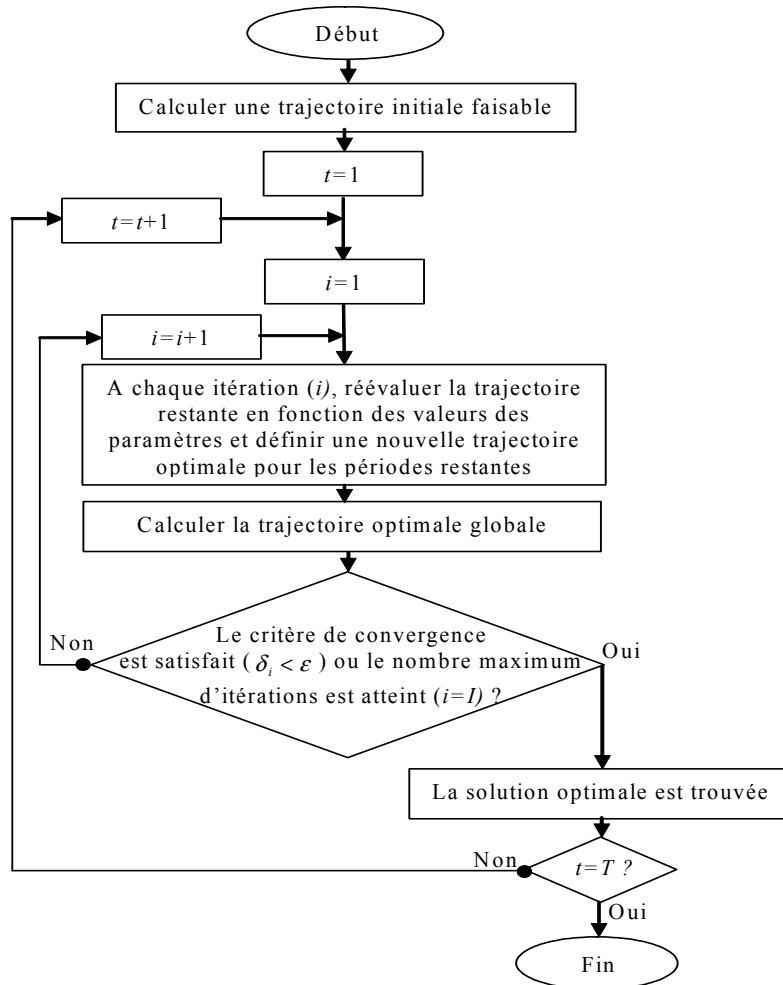 Début
Calculer une trajectoire initiale faisable
t=1
t=t+1
i=1
i=i+1
A chaque itération (i), réévaluer la trajectoire
restante en fonction des valeurs des
paramètres et définir une nouvelle trajectoire
optimale pour les périodes restantes
Calculer la trajectoire optimale globale
Non
Le critère de convergence
est satisfait ( δi < ε ) ou le nombre maximum
d'itérations est atteint (i=I) ?
Oui
La solution optimale est trouvée
Non
t=T ?
Oui
Fin